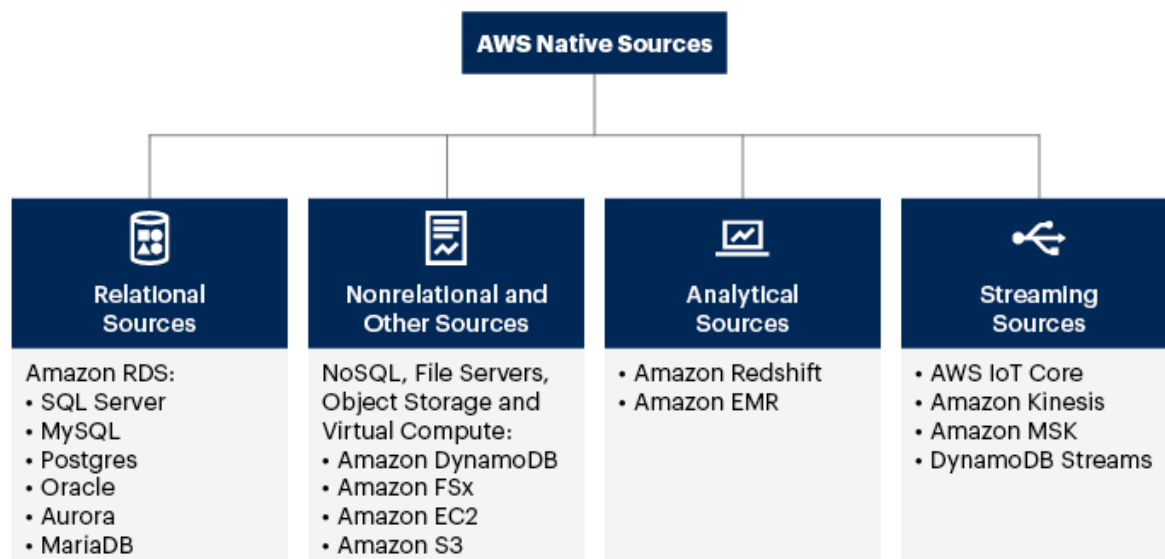 AWS Native Sources
Relational
Sources
Amazon RDS:
• SQL Server
• MySQL
• Postgres
• Oracle
• Aurora
• MariaDB
Nonrelational and
Other Sources
NoSQL, File Servers,
Object Storage and
Virtual Compute:
• Amazon DynamoDB
• Amazon FSx
• Amazon EC2
• Amazon S3
Analytical
Sources
• Amazon Redshift
• Amazon EMR
Streaming
Sources
• AWS IoT Core
• Amazon Kinesis
• Amazon MSK
• DynamoDB Streams